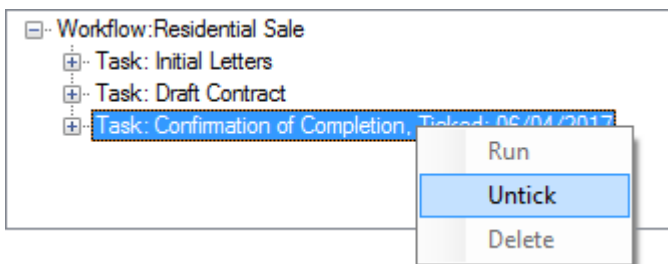 Workflow:Residential Sale
Task: Initial Letters
Task: Draft Contract
Task: Confirmation of Completion, Ticked: 06/04/2017
Run
Untick
Delete